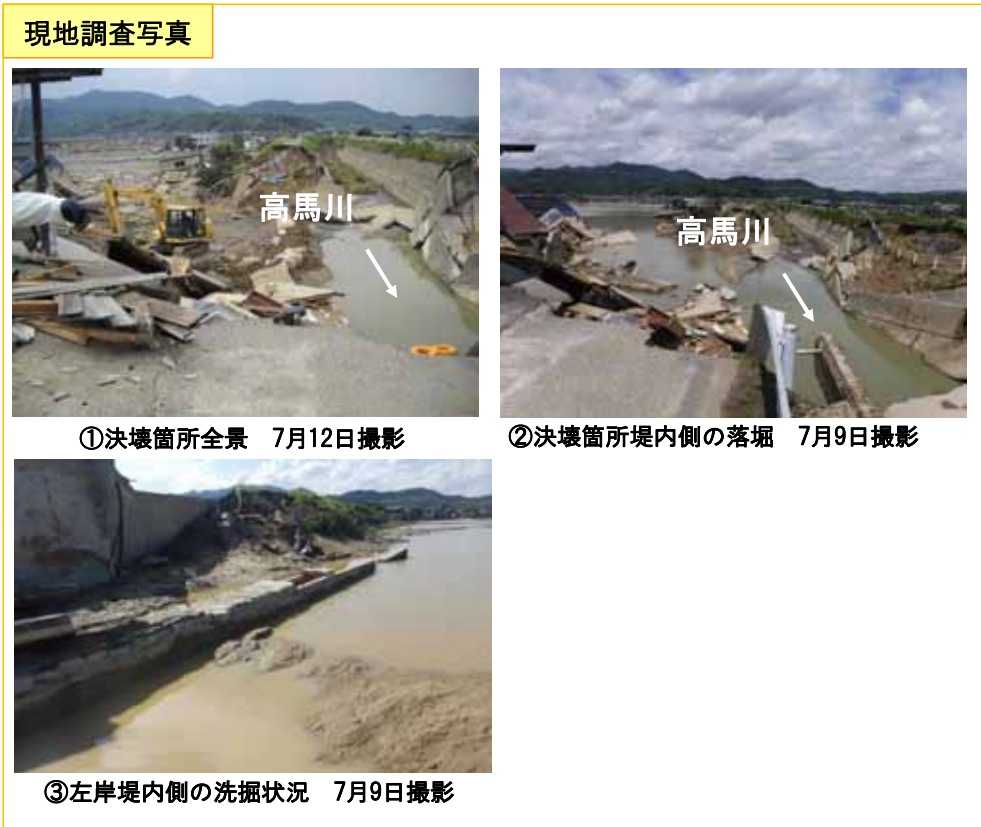 現地調査写真
高馬川
高馬川
①決壊箇所全景　7月12日撮影
②決壊箇所堤内側の落堀　7月9日撮影
③左岸堤内側の洗掘状況　7月9日撮影